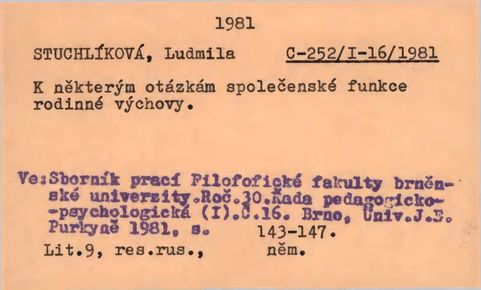 1981
STUCHLÍKOVÁ, Ludmila C-252/I-16/1981
K některým otázkám společenské funkce
rodinné výchovy.
Ve:Sborník prací Filofofické fakulty brněn-
ské univerzity.Roč.30.Řada pedagogicko-
-psychologická (I).Č.16. Brno, Univ.J.E.
Purkyně 1981, s. 143-147.
Lit.9, res.rus., něm.